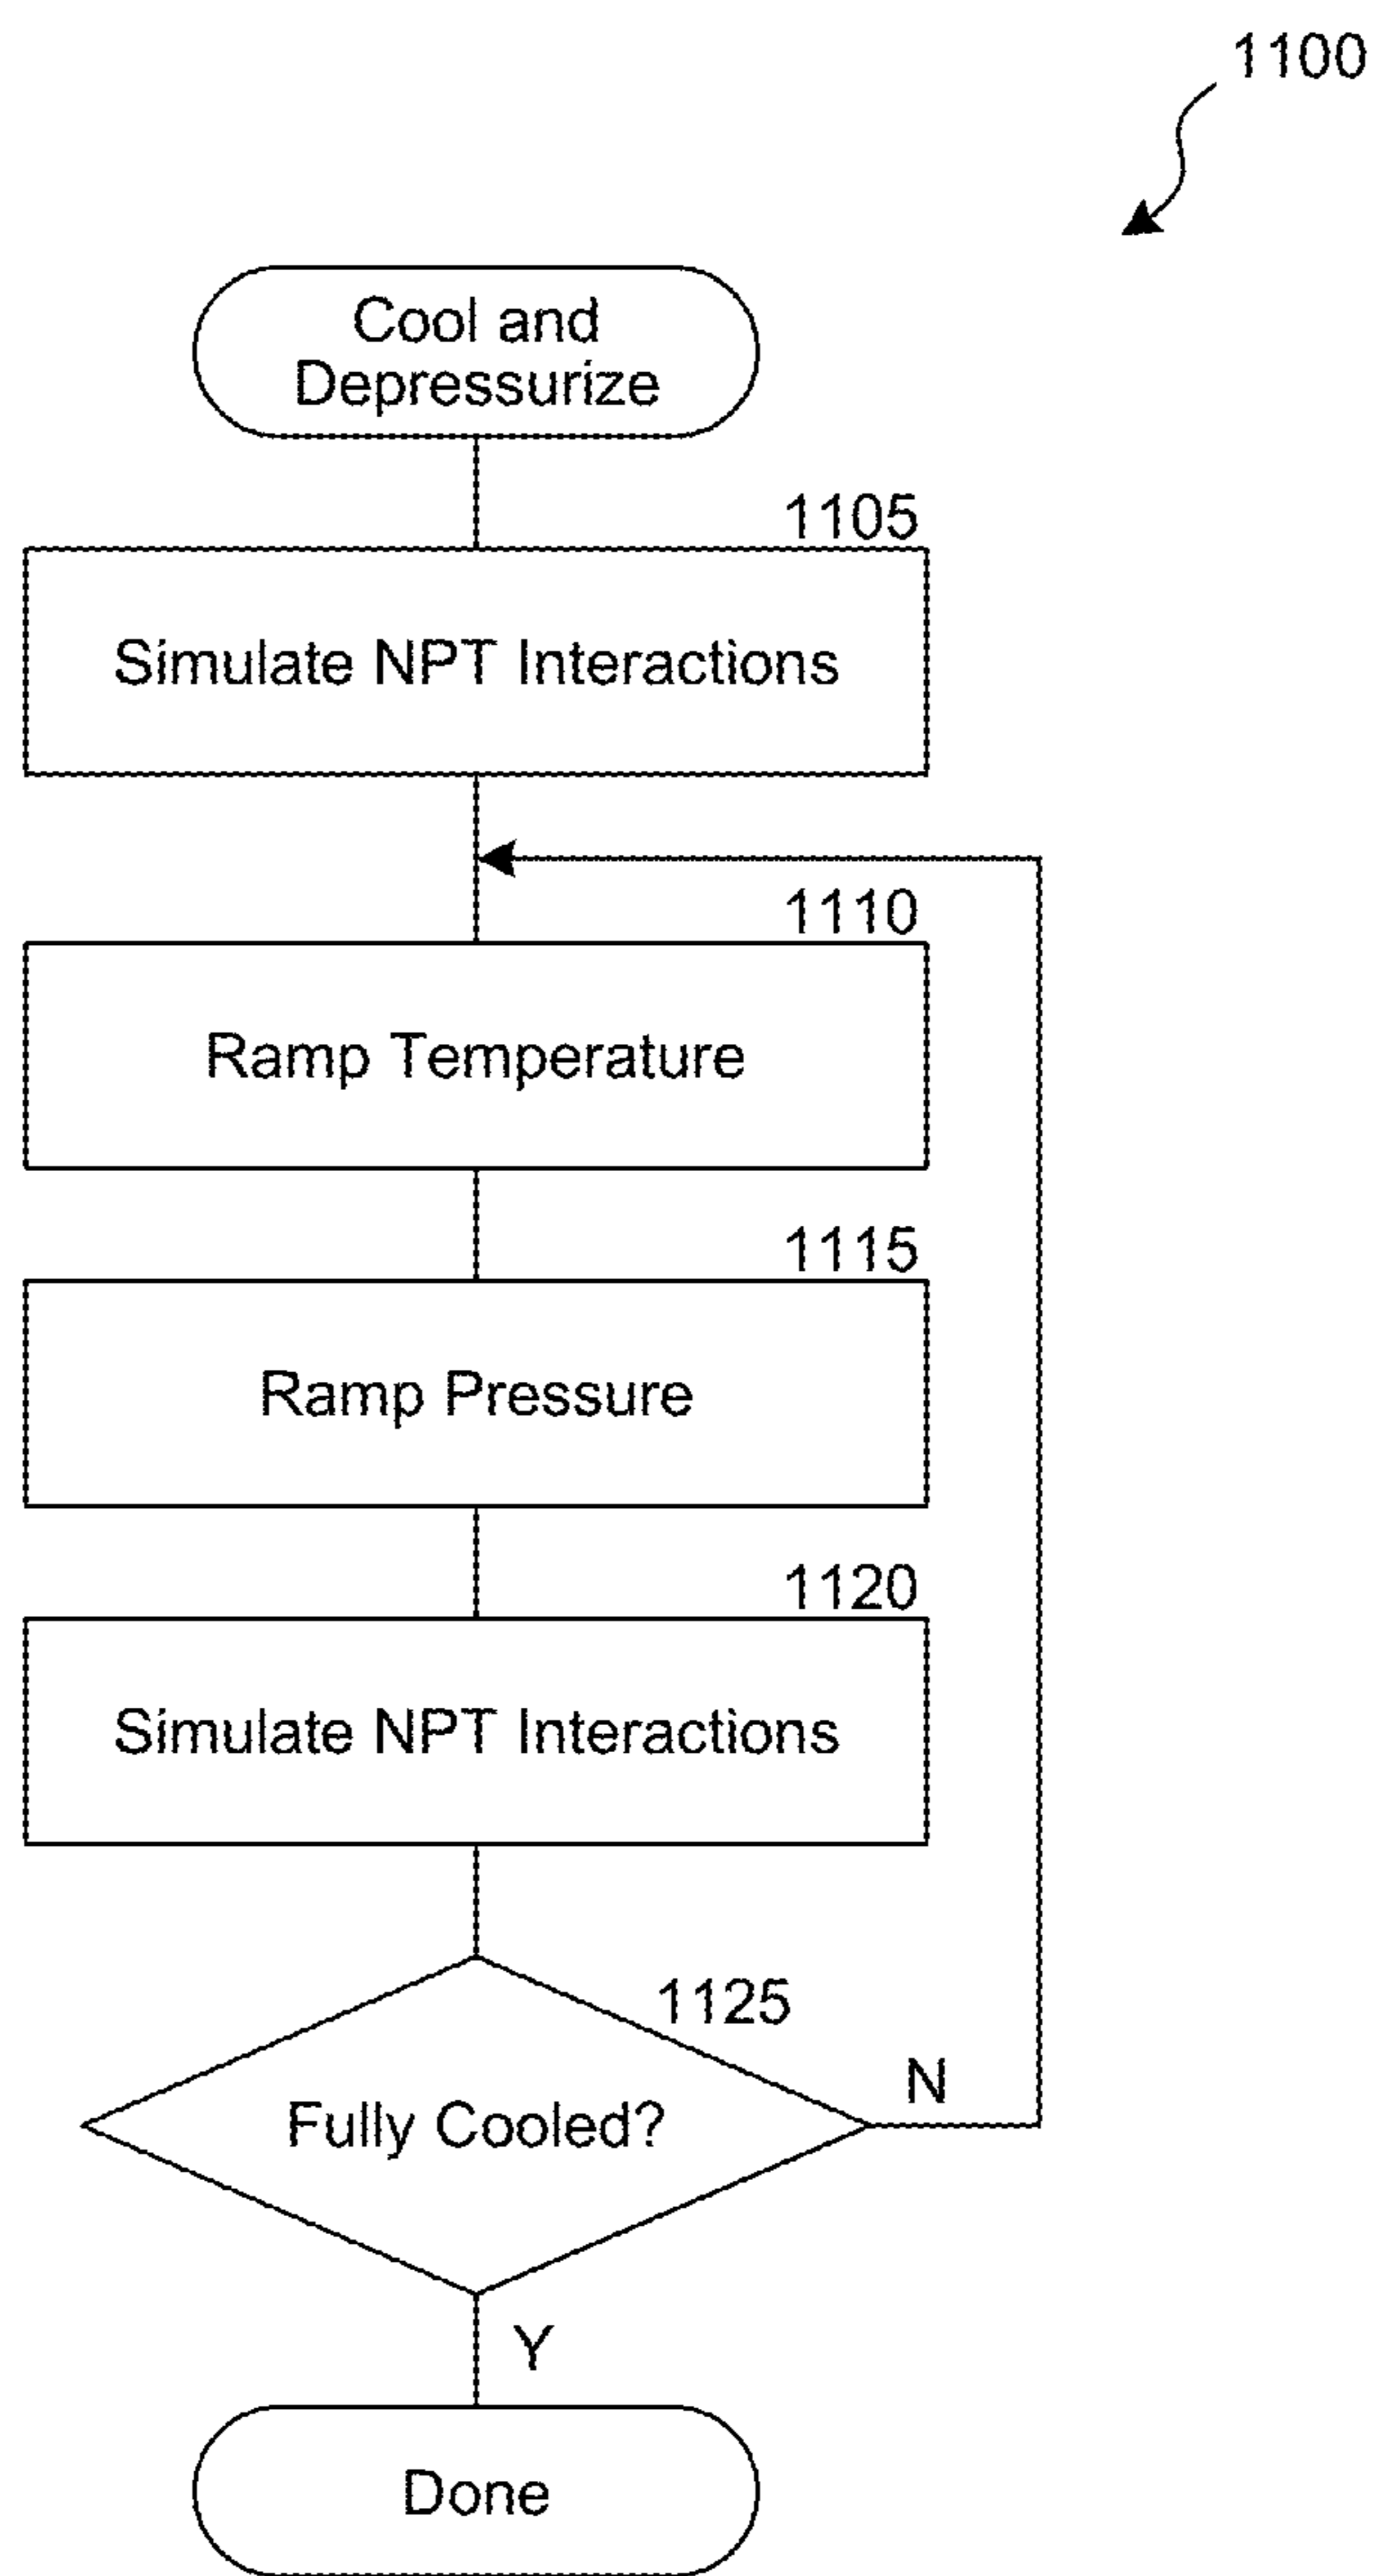 1100
Cool and
Depressurize
1105
Simulate NPT Interactions
1110
Ramp Temperature
1115
Ramp Pressure
1120
Simulate NPT Interactions
1125
Fully Cooled?
N
Y
Done